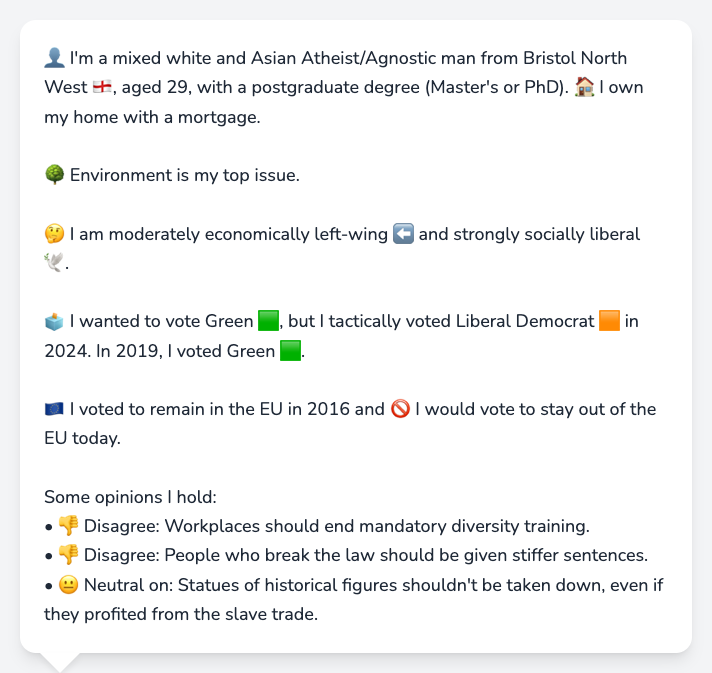 👤 I'm a mixed white and Asian Atheist/Agnostic man from Bristol North
West 🏴󠁧󠁢󠁥󠁮󠁧󠁿, aged 29, with a postgraduate degree (Master's or PhD). 🏠 I own
my home with a mortgage.
🌳 Environment is my top issue.
🤔 I am moderately economically left-wing ⬅️ and strongly socially liberal
🕊️.
🗳️ I wanted to vote Green 🟩, but I tactically voted Liberal Democrat 🟧 in
2024. In 2019, I voted Green 🟩.
🇪🇺 I voted to remain in the EU in 2016 and 🚫 I would vote to stay out of the
EU today.
Some opinions I hold:
• 👎 Disagree: Workplaces should end mandatory diversity training.
• 👎 Disagree: People who break the law should be given stiffer sentences.
• 😐 Neutral on: Statues of historical figures shouldn't be taken down, even if
they profited from the slave trade.